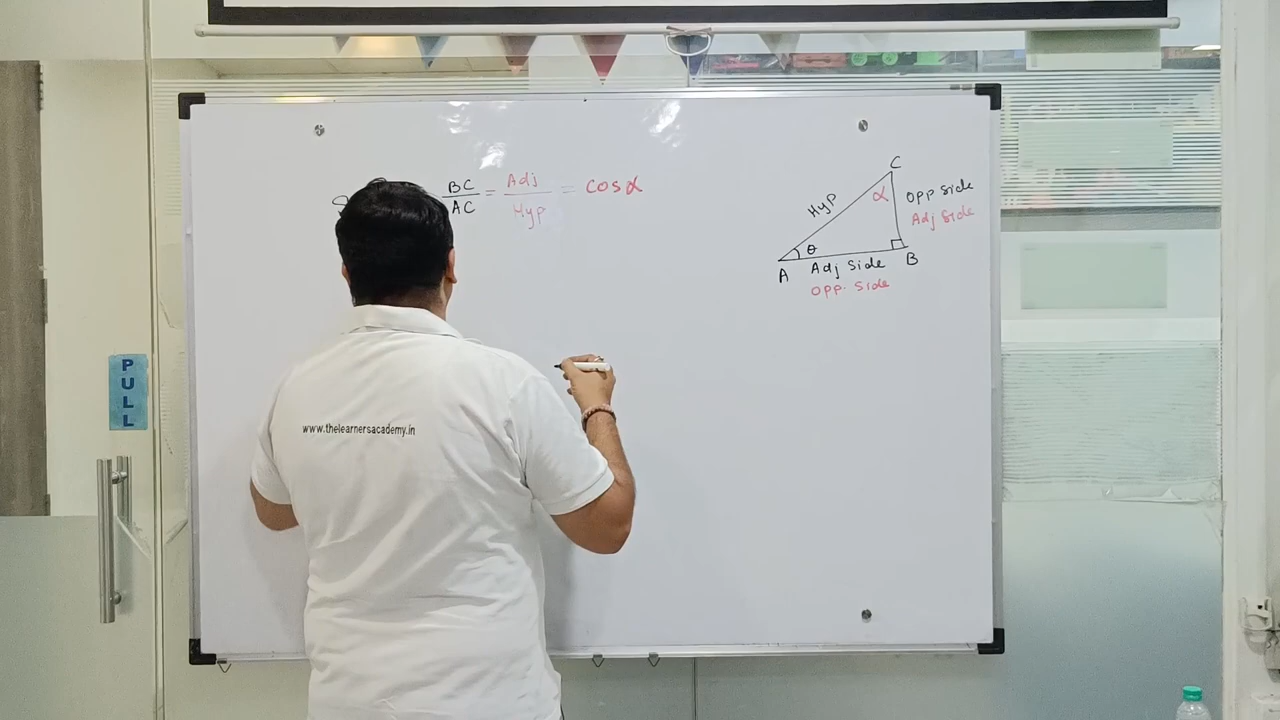 BC/AC = Adj/Hyp = cos α
C
Hyp
α
Opp side
Adj side
θ
A
Adj side
B
Opp. side
PULL
www.thelearnersacademy.in